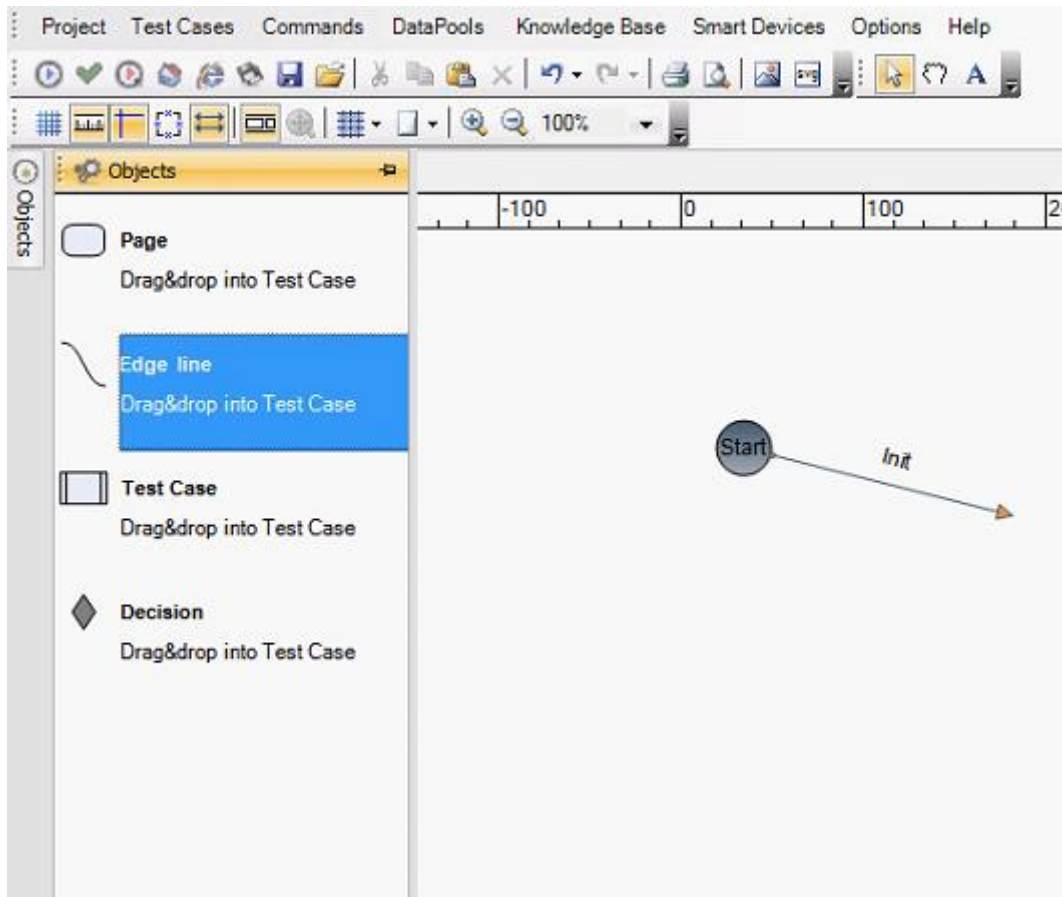 Project Test Cases Commands DataPools Knowledge Base Smart Devices Options Help
svg A
100%
Objects
Objects
-100 0 100
Page
Drag&drop into Test Case
Edge line
Drag&drop into Test Case
Start
Init
Test Case
Drag&drop into Test Case
Decision
Drag&drop into Test Case